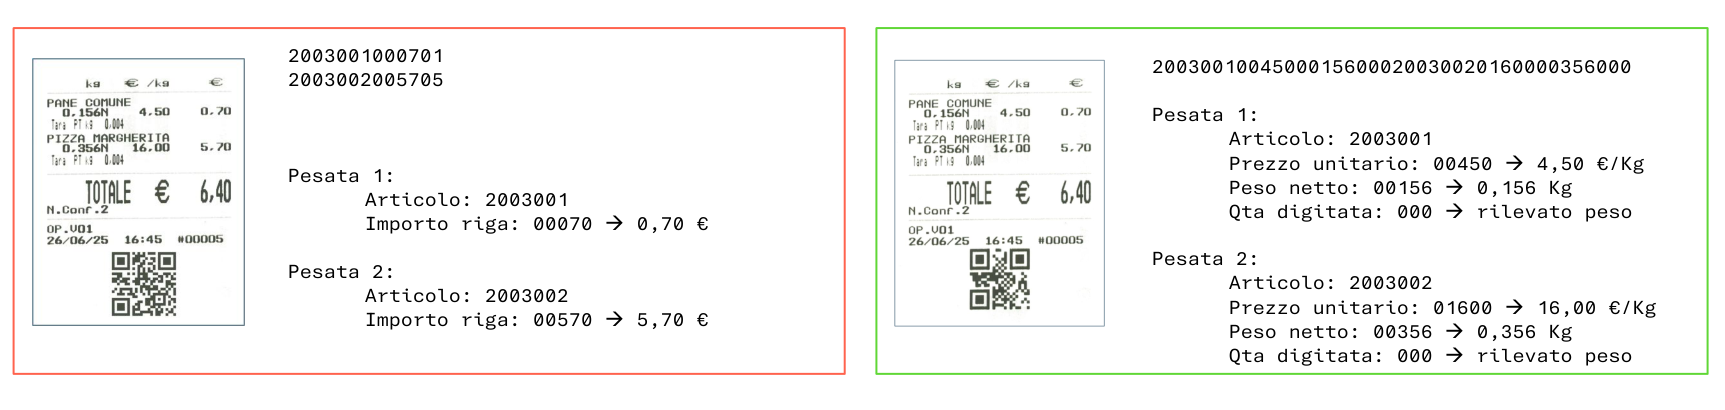 kg € /kg €
PANE COMUNE
0,156N 4,50 0,70
Tara PT kg 0,004
PIZZA MARGHERITA
0,356N 16,00 5,70
Tara PT kg 0,004
TOTALE € 6,40
N.Conf.2
OP.V01
26/06/25 16:45 #00005
2003001000701
2003002005705
Pesata 1:
Articolo: 2003001
Importo riga: 00070 → 0,70 €
Pesata 2:
Articolo: 2003002
Importo riga: 00570 → 5,70 €
kg € /kg €
PANE COMUNE
0,156N 4,50 0,70
Tara PT kg 0,004
PIZZA MARGHERITA
0,356N 16,00 5,70
Tara PT kg 0,004
TOTALE € 6,40
N.Conf.2
OP.V01
26/06/25 16:45 #00005
20030010045000156000200300201600003560​00
Pesata 1:
Articolo: 2003001
Prezzo unitario: 00450 → 4,50 €/Kg
Peso netto: 00156 → 0,156 Kg
Qta digitata: 000 → rilevato peso
Pesata 2:
Articolo: 2003002
Prezzo unitario: 01600 → 16,00 €/Kg
Peso netto: 00356 → 0,356 Kg
Qta digitata: 000 → rilevato peso